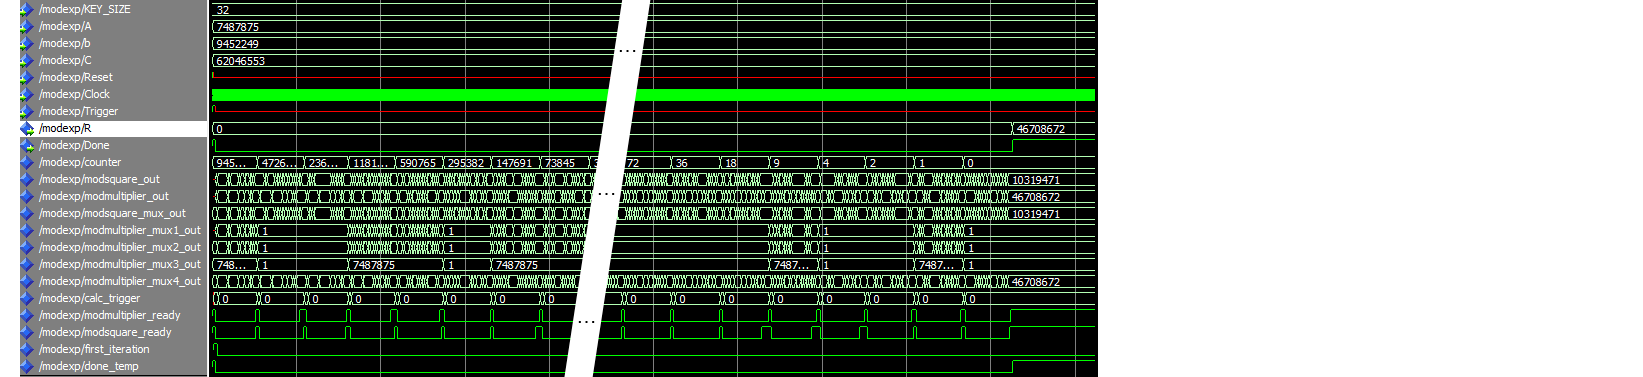 /modexp/KEY_SIZE 32
/modexp/A 7487875
/modexp/b 9452249
/modexp/C 62046553
/modexp/Reset
/modexp/Clock
/modexp/Trigger
/modexp/R 0 46708672
/modexp/Done
/modexp/counter 945... 4726... 236... 1181... 590765 295382 147691 73845 3 72 36 18 9 4 2 1 0
/modexp/modsquare_out 10319471
/modexp/modmultiplier_out 46708672
/modexp/modsquare_mux_out 10319471
/modexp/modmultiplier_mux1_out 1 1 1 1
/modexp/modmultiplier_mux2_out 1 1 1 1
/modexp/modmultiplier_mux3_out 748... 1 7487875 1 7487875 7487... 1 7487... 1
/modexp/modmultiplier_mux4_out 46708672
/modexp/calc_trigger 0 0 0 0 0 0 0 0 0 0 0 0 0 0 0 0
/modexp/modmultiplier_ready
/modexp/modsquare_ready
/modexp/first_iteration
/modexp/done_temp
...
...
...